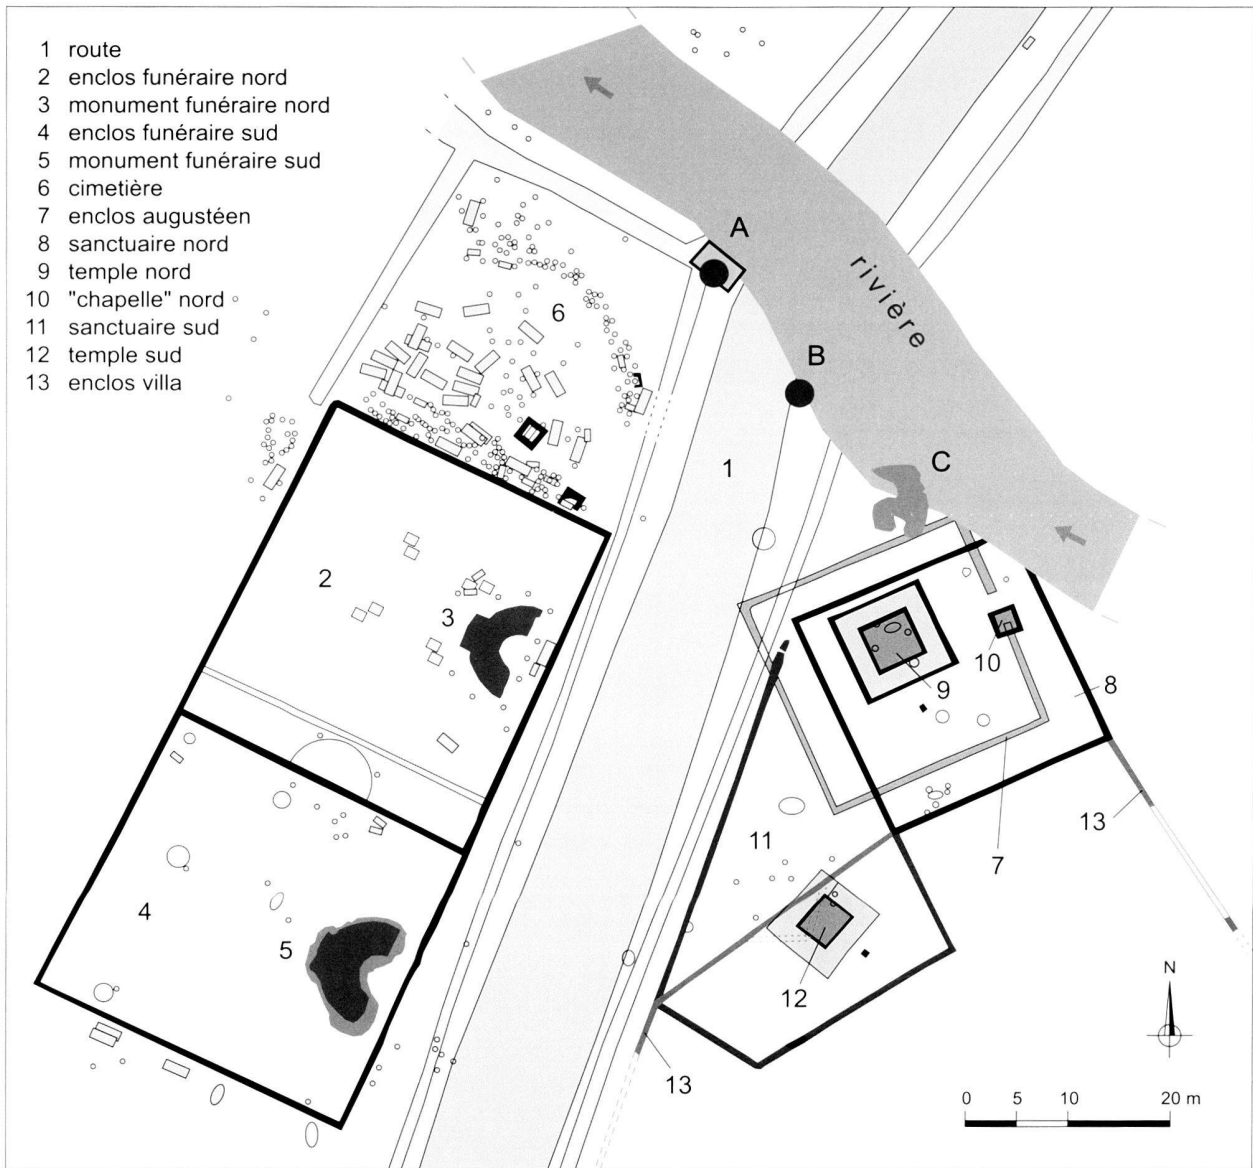 1 route
2 enclos funéraire nord
3 monument funéraire nord
4 enclos funéraire sud
5 monument funéraire sud
6 cimetière
7 enclos augustéen
8 sanctuaire nord
9 temple nord
10 "chapelle" nord
11 sanctuaire sud
12 temple sud
13 enclos villa
A
rivière
6
B
1
C
2
3
10
9
8
13
11
7
4
5
12
N
13
0 5 10 20 m